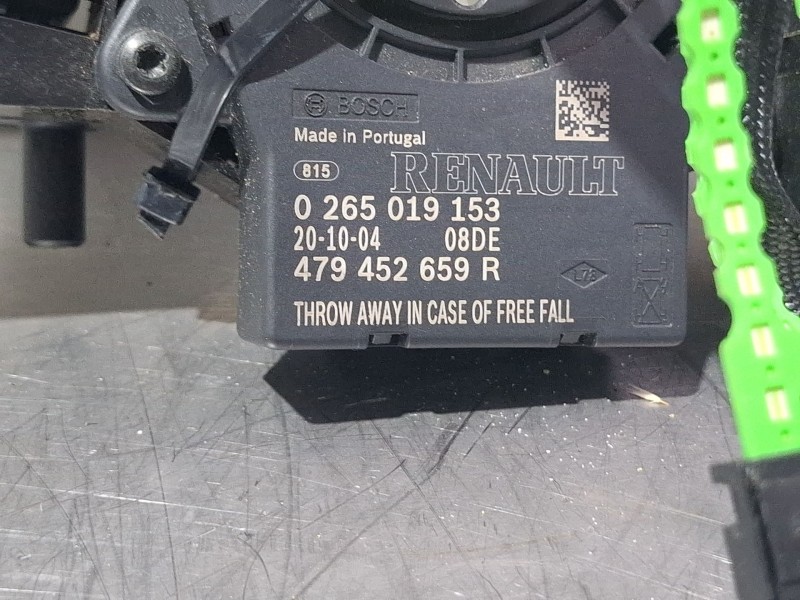 BOSCH
Made in Portugal
815
RENAULT
0 265 019 153
20-10-04 08DE
479 452 659 R
THROW AWAY IN CASE OF FREE FALL